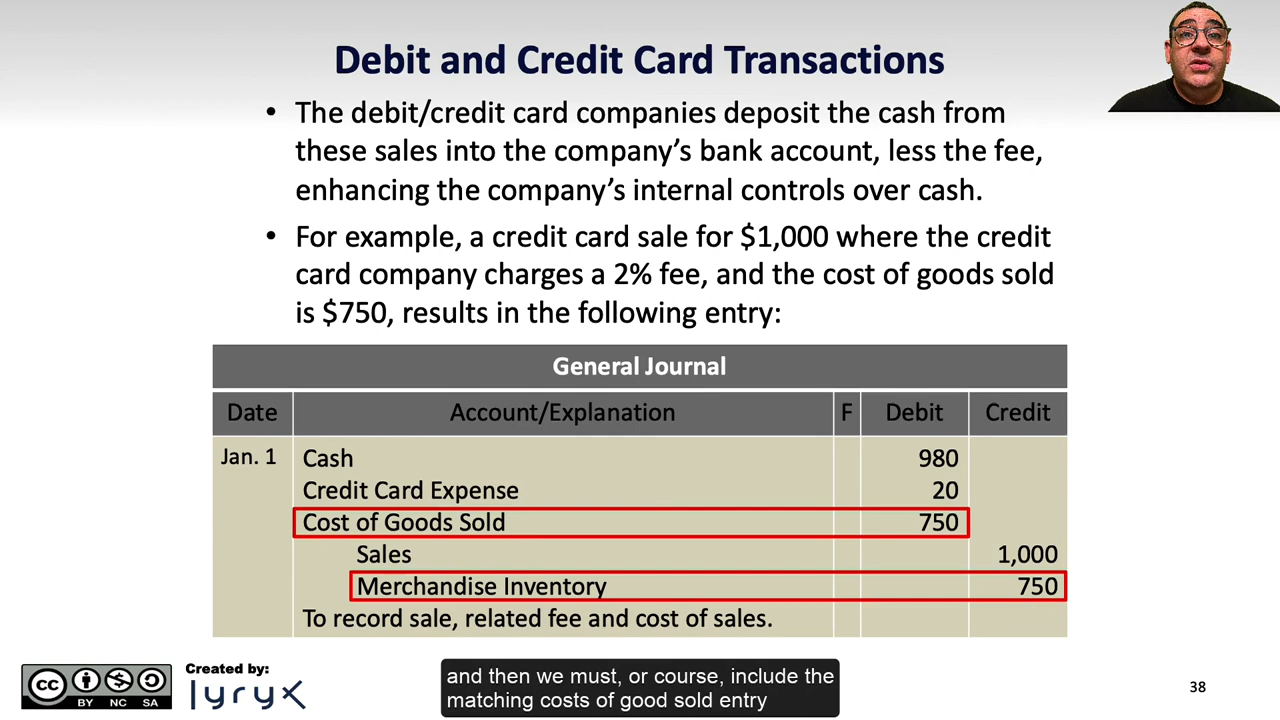 Debit and Credit Card Transactions
• The debit/credit card companies deposit the cash from
these sales into the company’s bank account, less the fee,
enhancing the company’s internal controls over cash.
• For example, a credit card sale for $1,000 where the credit
card company charges a 2% fee, and the cost of goods sold
is $750, results in the following entry:
General Journal
Date Account/Explanation F Debit Credit
Jan. 1 Cash 980
Credit Card Expense 20
Cost of Goods Sold 750
Sales 1,000
Merchandise Inventory 750
To record sale, related fee and cost of sales.
cc BY NC SA
Created by:
lyryx
and then we must, or course, include the
matching costs of good sold entry
38